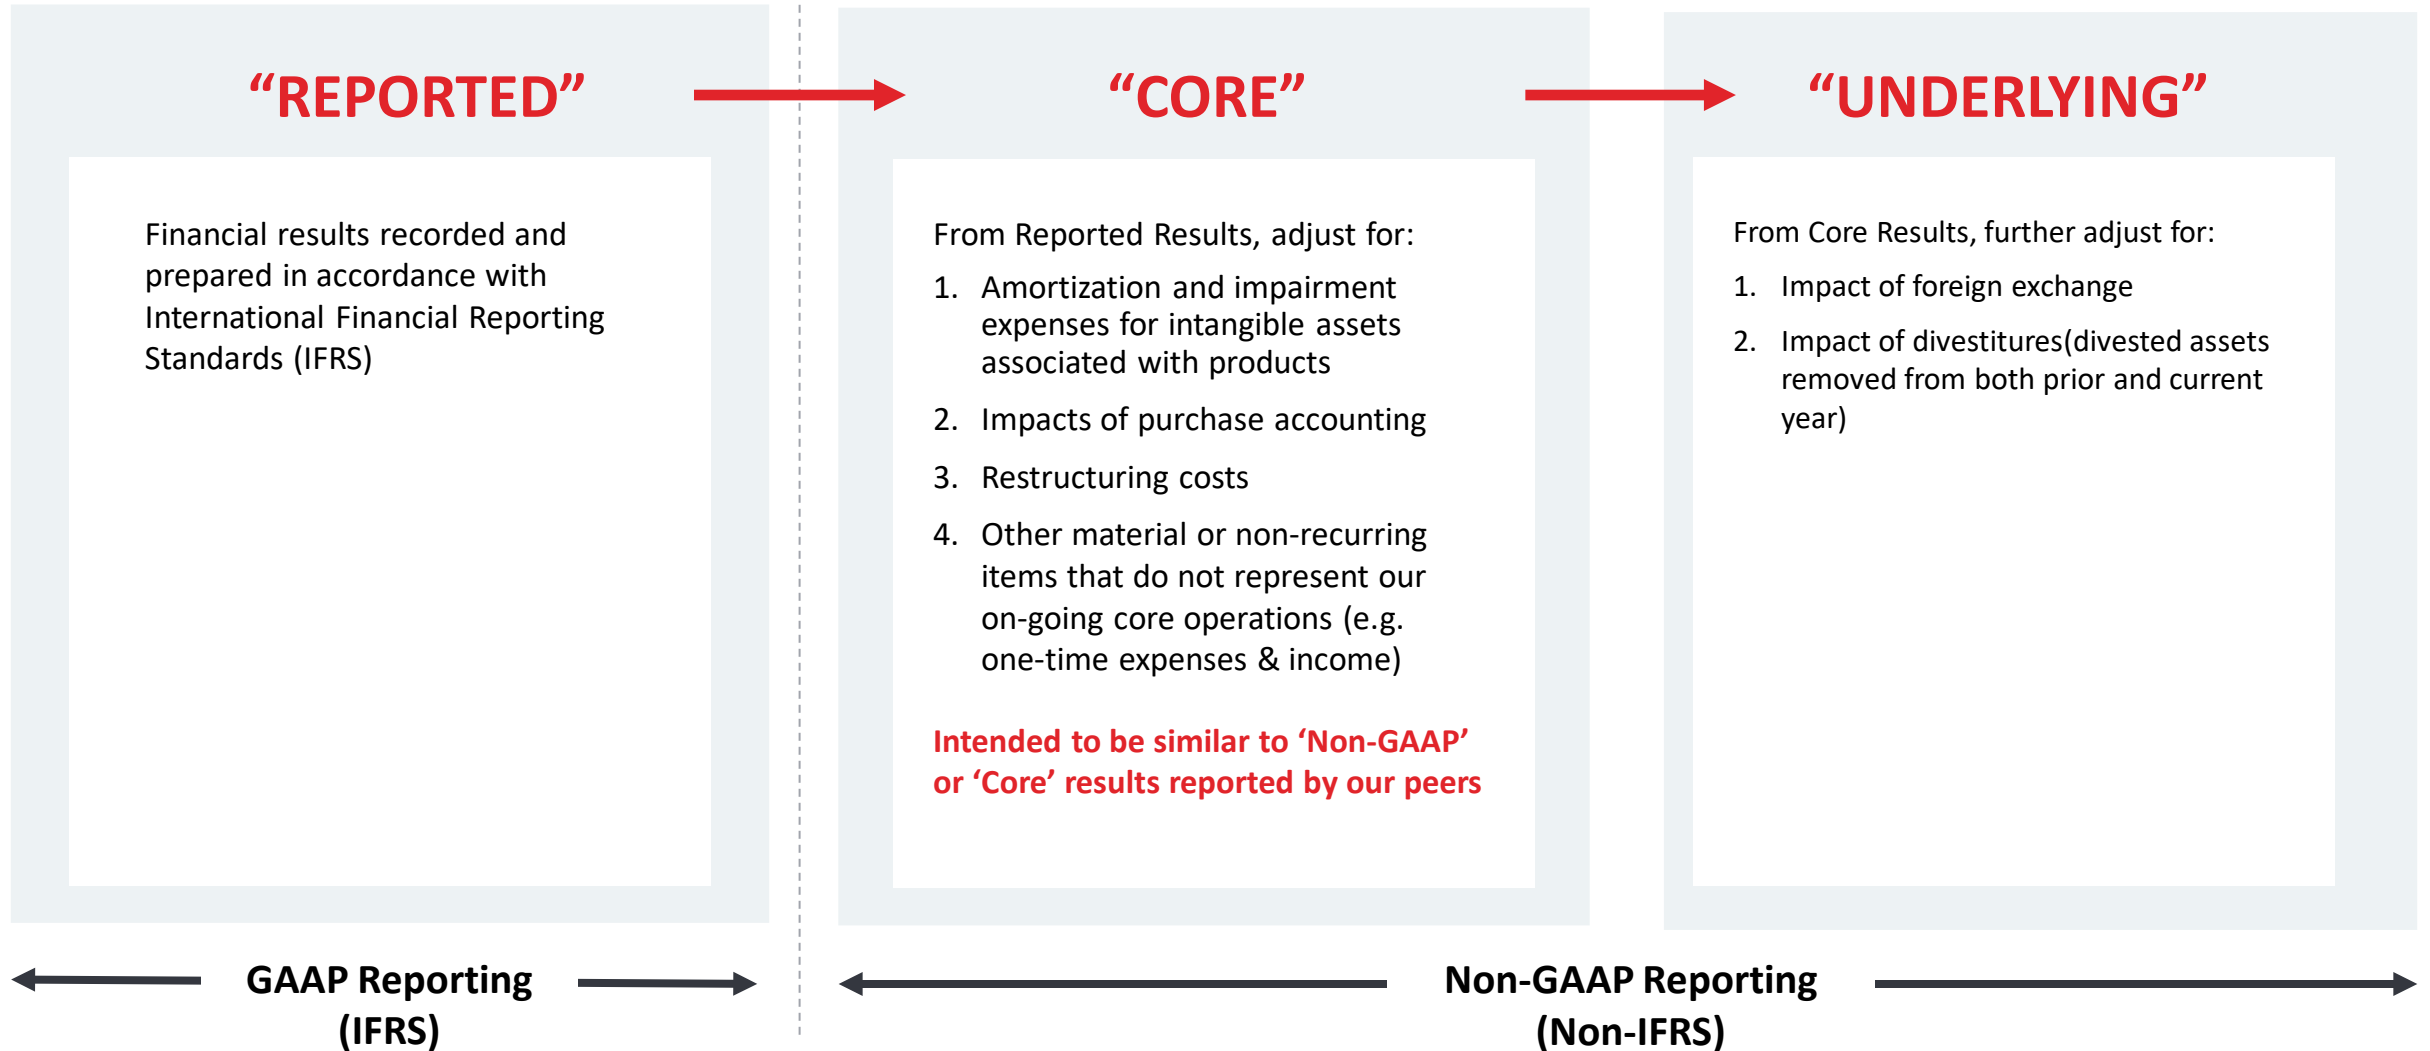 “REPORTED”
Financial results recorded and
prepared in accordance with
International Financial Reporting
Standards (IFRS)
“CORE”
From Reported Results, adjust for:
1. Amortization and impairment
expenses for intangible assets
associated with products
2. Impacts of purchase accounting
3. Restructuring costs
4. Other material or non-recurring
items that do not represent our
on-going core operations (e.g.
one-time expenses & income)
Intended to be similar to ‘Non-GAAP’
or ‘Core’ results reported by our peers
“UNDERLYING”
From Core Results, further adjust for:
1. Impact of foreign exchange
2. Impact of divestitures(divested assets
removed from both prior and current
year)
GAAP Reporting
(IFRS)
Non-GAAP Reporting
(Non-IFRS)